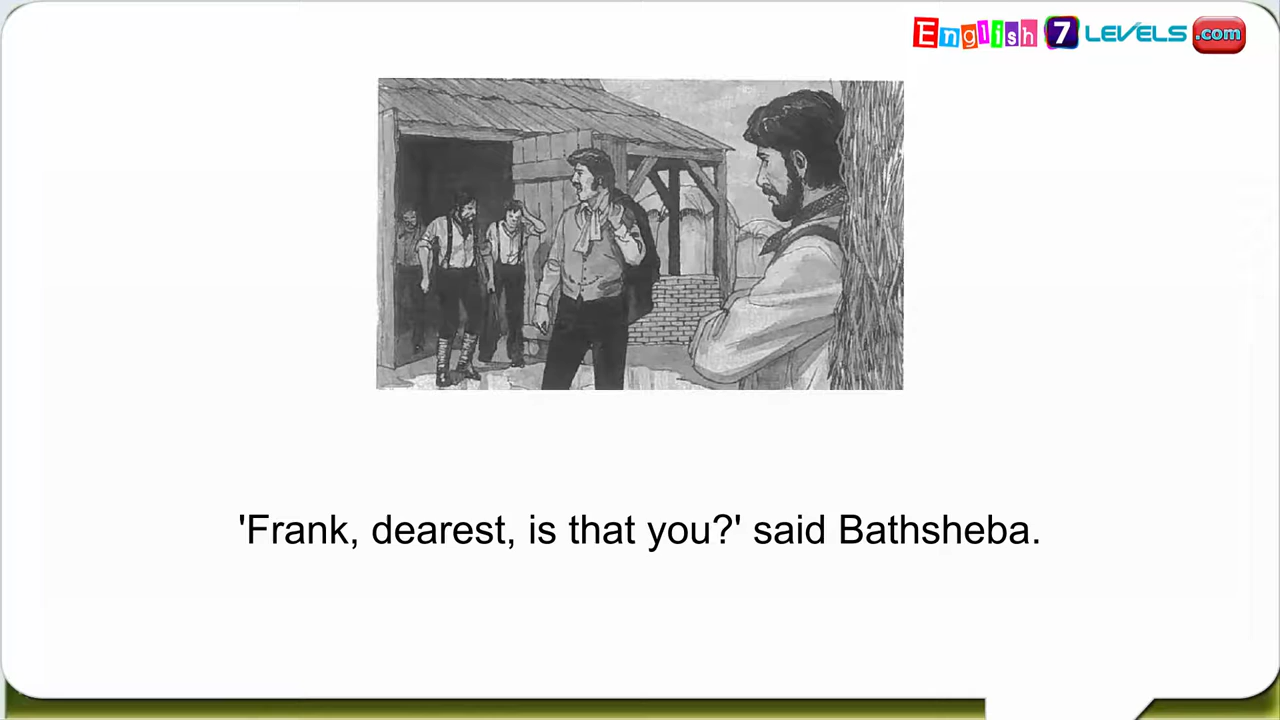 English 7 LEVELS .com
'Frank, dearest, is that you?' said Bathsheba.